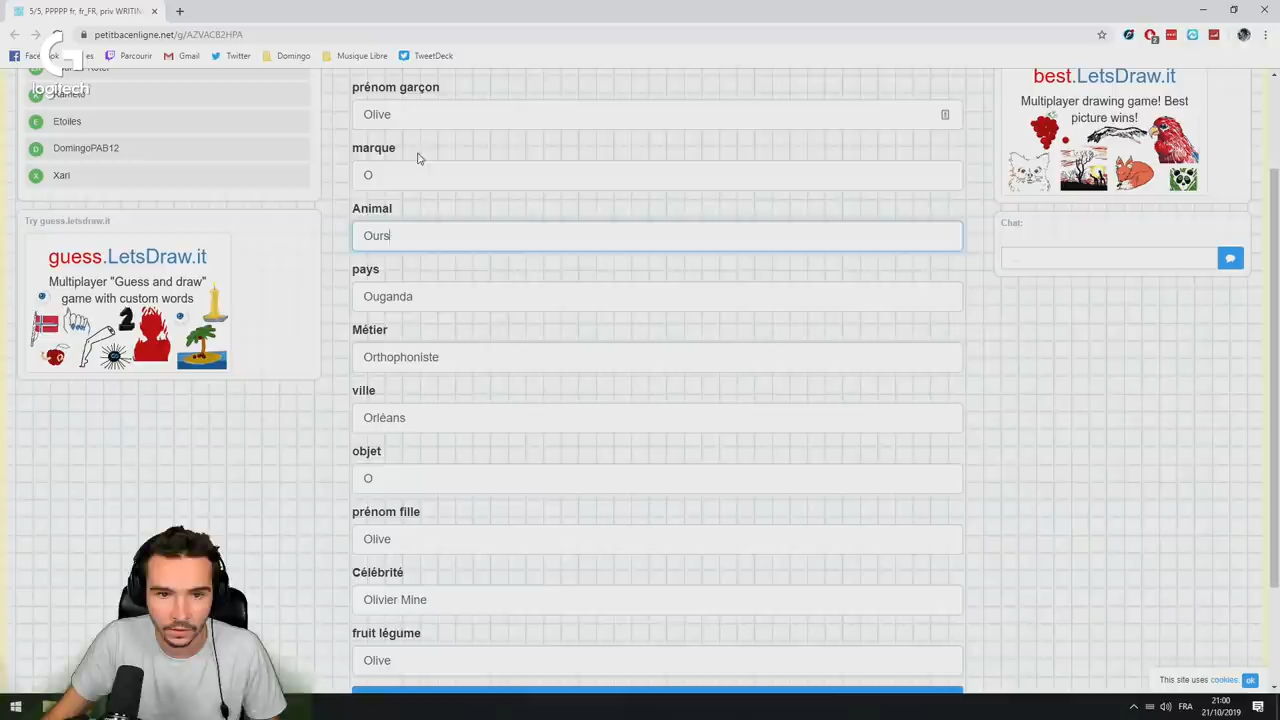 5/5, PPPPP fr, fr_FR, priv WRITIN
petitbacenligne.net/g/AZVACB2HPA
2
Parcourir
Gmail
Twitter
Domingo
Musique Libre
TweetDeck
G
logitech
Etoiles
D
DomingoPAB12
X
Xari
Try guess.letsdraw.it
guess.LetsDraw.it
Multiplayer "Guess and draw"
game with custom words
prénom garçon
Olive
marque
O
Animal
Ours
pays
Ouganda
Métier
Orthophoniste
ville
Orléans
objet
O
prénom fille
Olive
Célébrité
Olivier Mine
fruit légume
Olive
best.LetsDraw.it
Multiplayer drawing game! Best
picture wins!
Chat:
This site uses cookies: ok
FRA
21:00
21/10/2019